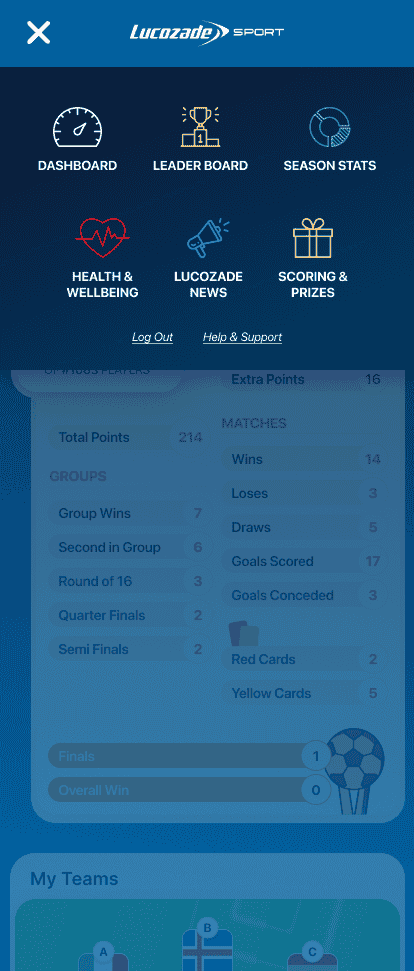 Lucozade SPORT
DASHBOARD
LEADER BOARD
SEASON STATS
1
HEALTH &
WELLBEING
LUCOZADE
NEWS
SCORING &
PRIZES
Log Out
Help & Support
PLAYERS
Extra Points 16
Total Points 214
MATCHES
Wins 14
GROUPS
Loses 3
Group Wins 7
Draws 5
Second in Group 6
Goals Scored 17
Round of 16 3
Goals Conceded 3
Quarter Finals 2
Semi Finals 2
Red Cards 2
Yellow Cards 5
Finals 1
Overall Win 0
My Teams
A
B
C